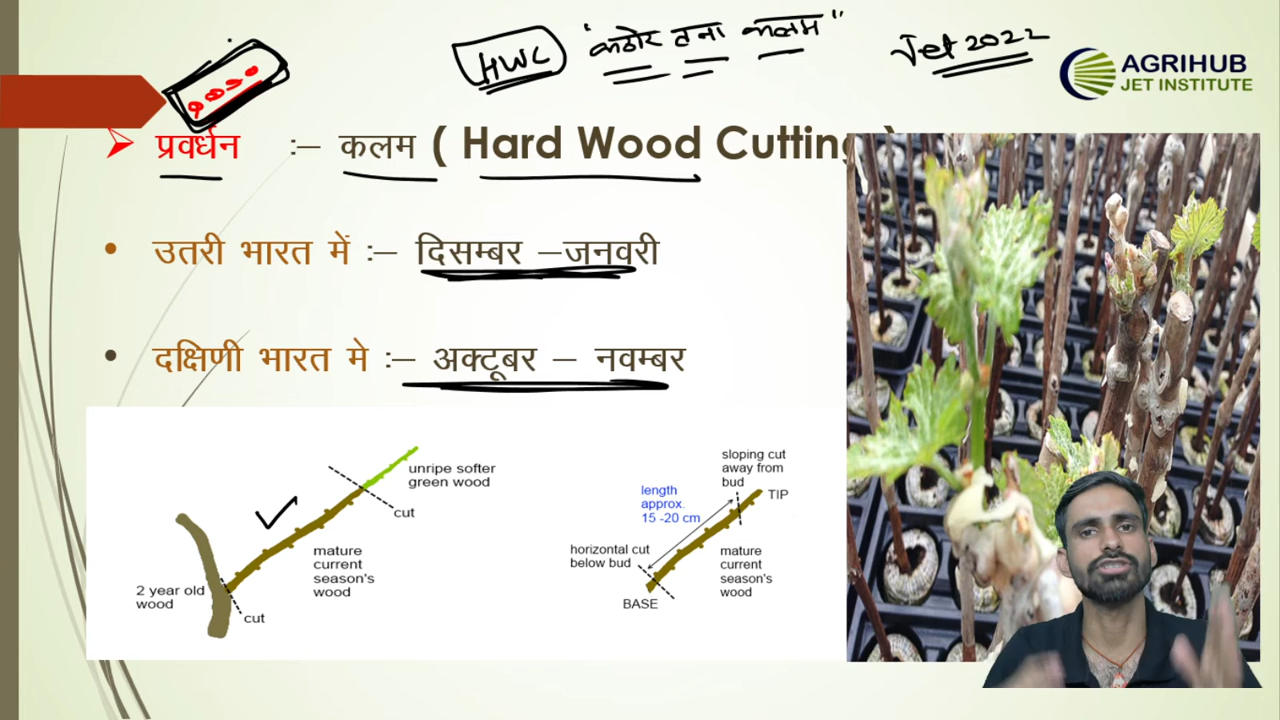 HWC "कठोर तना कलम" Jet 2022
AGRIHUB
JET INSTITUTE
➢ प्रवर्धन :– कलम ( Hard Wood Cutting )
• उतरी भारत में :– दिसम्बर –जनवरी
• दक्षिणी भारत मे :– अक्टूबर – नवम्बर
unripe softer
green wood
cut
mature
current
season's
wood
2 year old
wood
cut
sloping cut
away from
bud
TIP
length
approx.
15 -20 cm
horizontal cut
below bud
mature
current
season's
wood
BASE